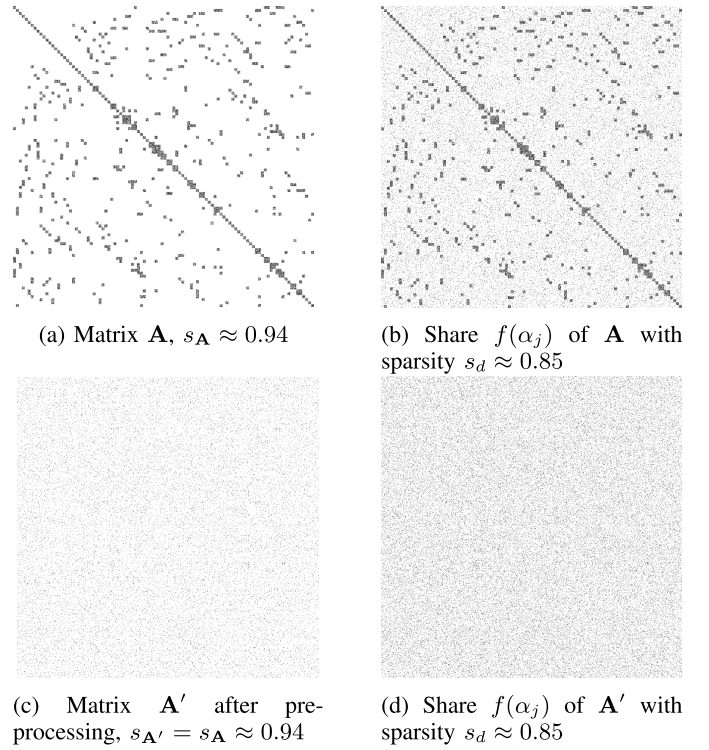 (a) Matrix A, s_A ≈ 0.94
(b) Share f(α_j) of A with
sparsity s_d ≈ 0.85
(c) Matrix A′ after pre-
processing, s_A′ = s_A ≈ 0.94
(d) Share f(α_j) of A′ with
sparsity s_d ≈ 0.85